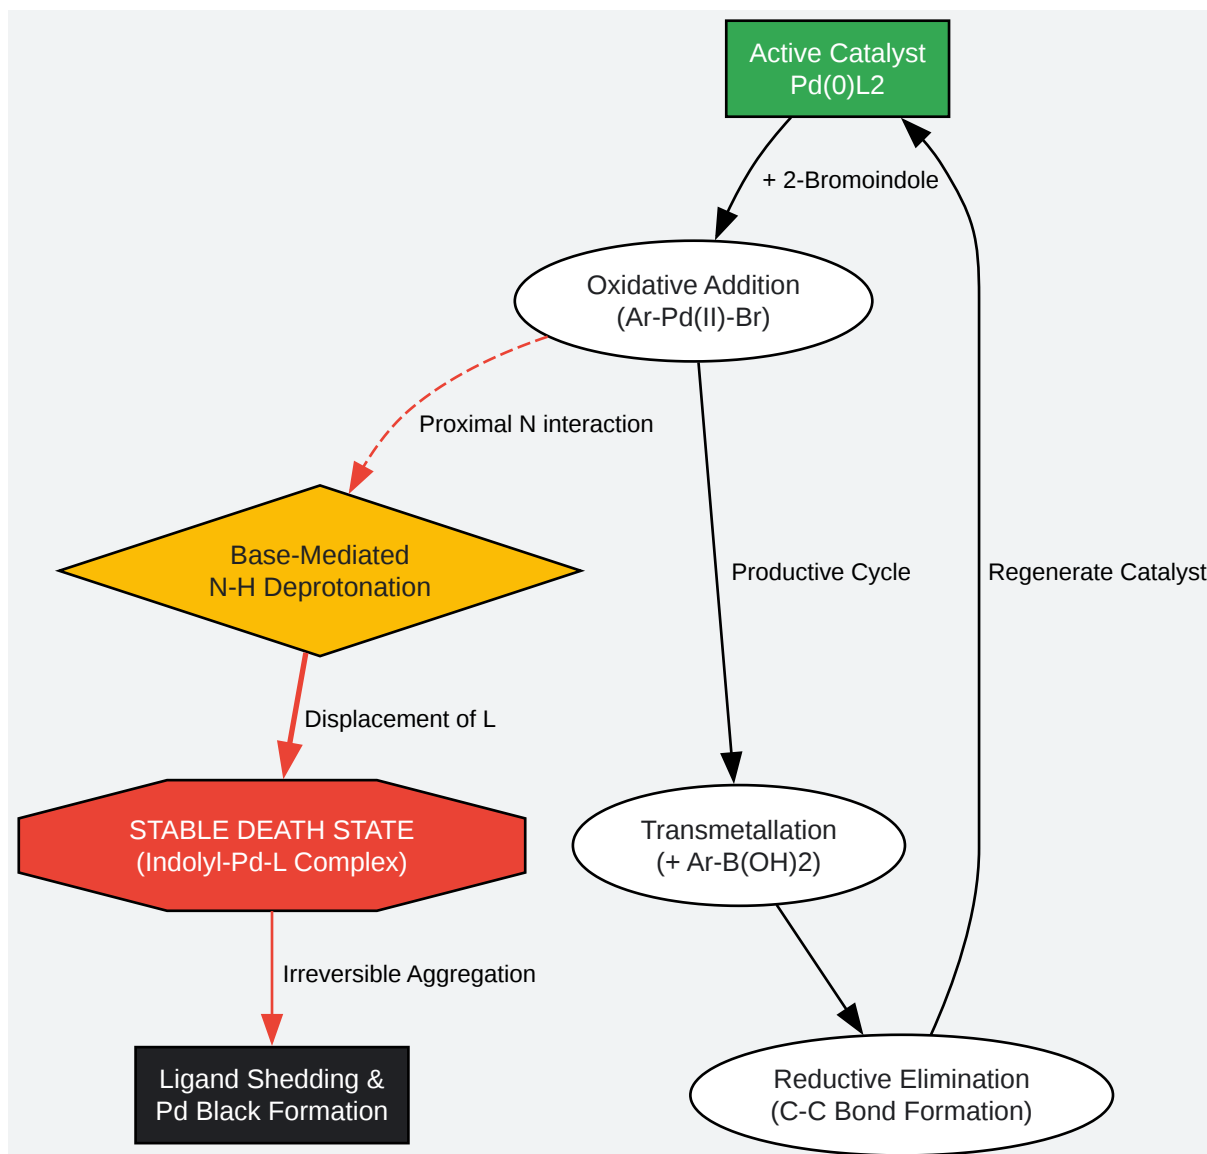 Active Catalyst
Pd(0)L2
+ 2-Bromoindole
Oxidative Addition
(Ar-Pd(II)-Br)
Proximal N interaction
Base-Mediated
N-H Deprotonation
Productive Cycle
Regenerate Catalyst
Displacement of L
STABLE DEATH STATE
(Indolyl-Pd-L Complex)
Transmetallation
(+ Ar-B(OH)2)
Irreversible Aggregation
Ligand Shedding &
Pd Black Formation
Reductive Elimination
(C-C Bond Formation)